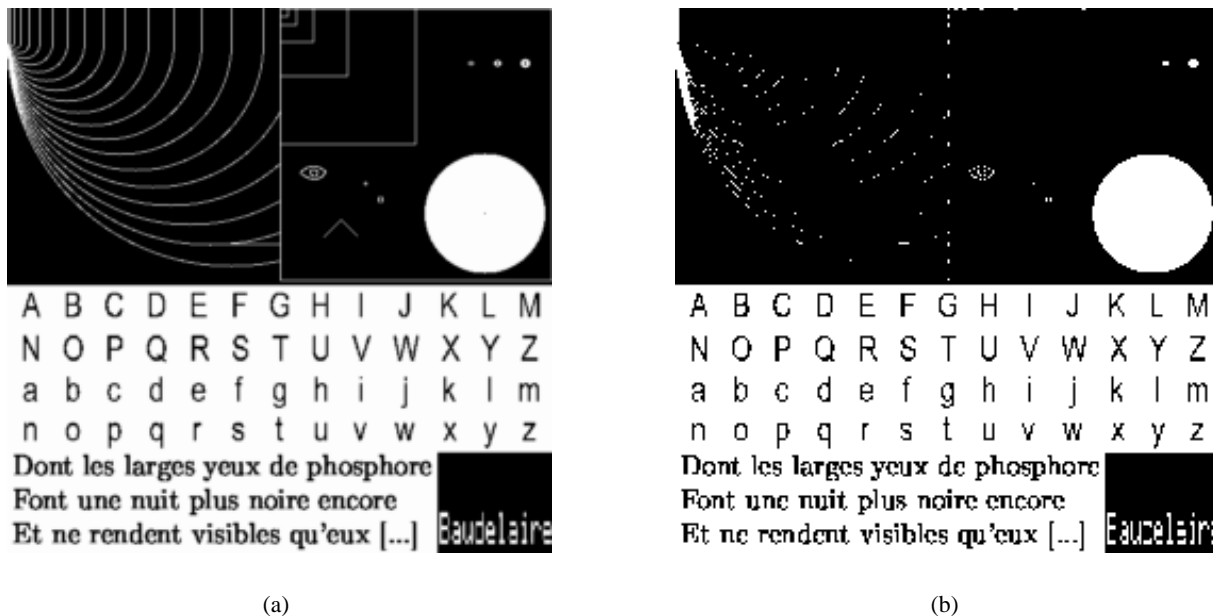 A B C D E F G H I J K L M
N O P Q R S T U V W X Y Z
a b c d e f g h i j k l m
n o p q r s t u v w x y z
Dont les larges yeux de phosphore
Font une nuit plus noire encore
Et ne rendent visibles qu'eux [...]
Baudelaire
(a)
A B C D E F G H I J K L M
N O P Q R S T U V W X Y Z
a b c d e f g h i j k l m
n o p q r s t u v w x y z
Dont les larges yeux de phosphore
Font une nuit plus noire encore
Et ne rendent visibles qu'eux [...]
(b)